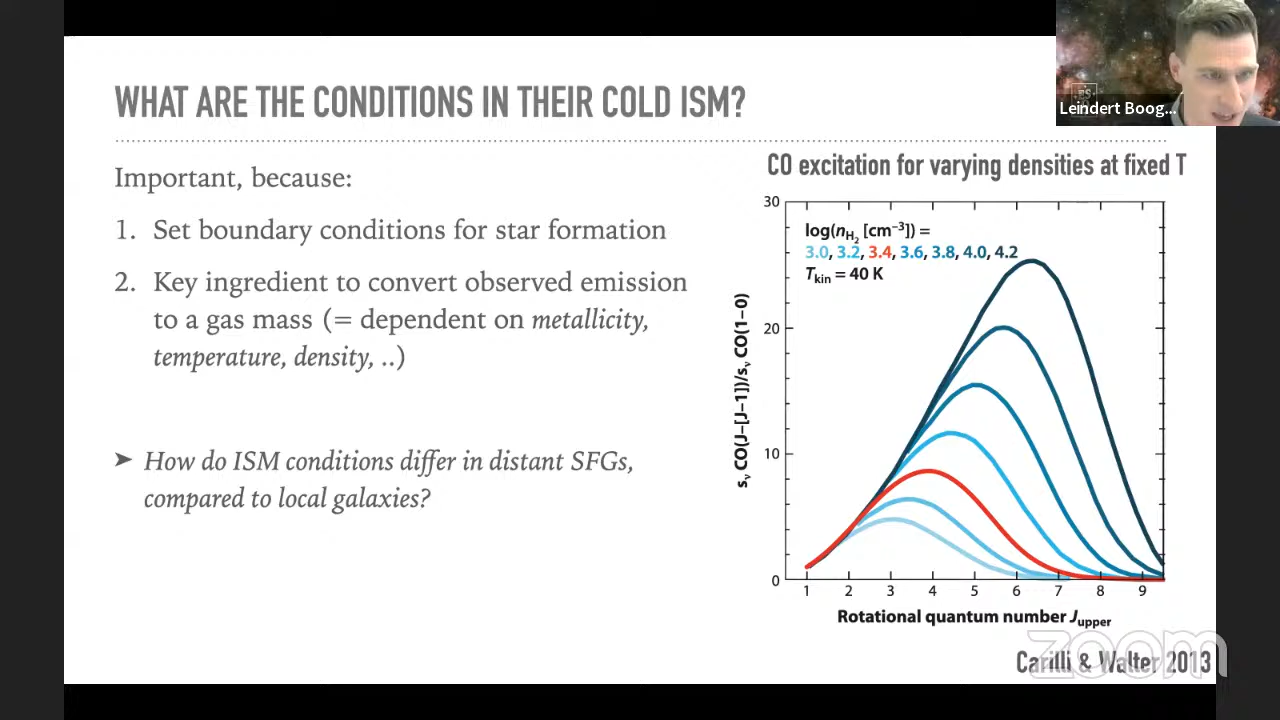 WHAT ARE THE CONDITIONS IN THEIR COLD ISM?
Leindert Boog...
Important, because:
1. Set boundary conditions for star formation
2. Key ingredient to convert observed emission
to a gas mass (= dependent on metallicity,
temperature, density, ..)
➤ How do ISM conditions differ in distant SFGs,
compared to local galaxies?
CO excitation for varying densities at fixed T
log(nH2 [cm−3]) =
3.0, 3.2, 3.4, 3.6, 3.8, 4.0, 4.2
Tkin = 40 K
sν CO(J–[J–1])/sν CO(1–0)
30
20
10
0
1 2 3 4 5 6 7 8 9
Rotational quantum number Jupper
Carilli & Walter 2013
zoom